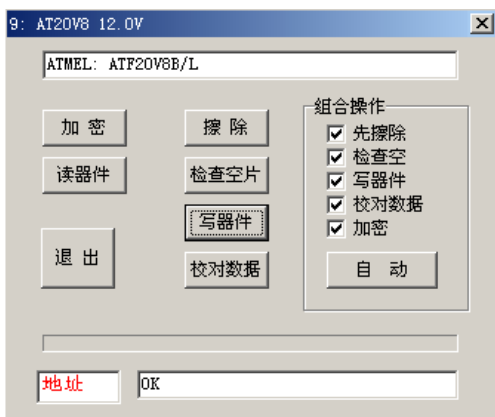 9: AT20V8 12.0V
ATMEL: ATF20V8B/L
加 密
擦 除
组合操作
先擦除
检查空
写器件
校对数据
加密
读器件
检查空片
写器件
退 出
校对数据
自 动
地址
OK